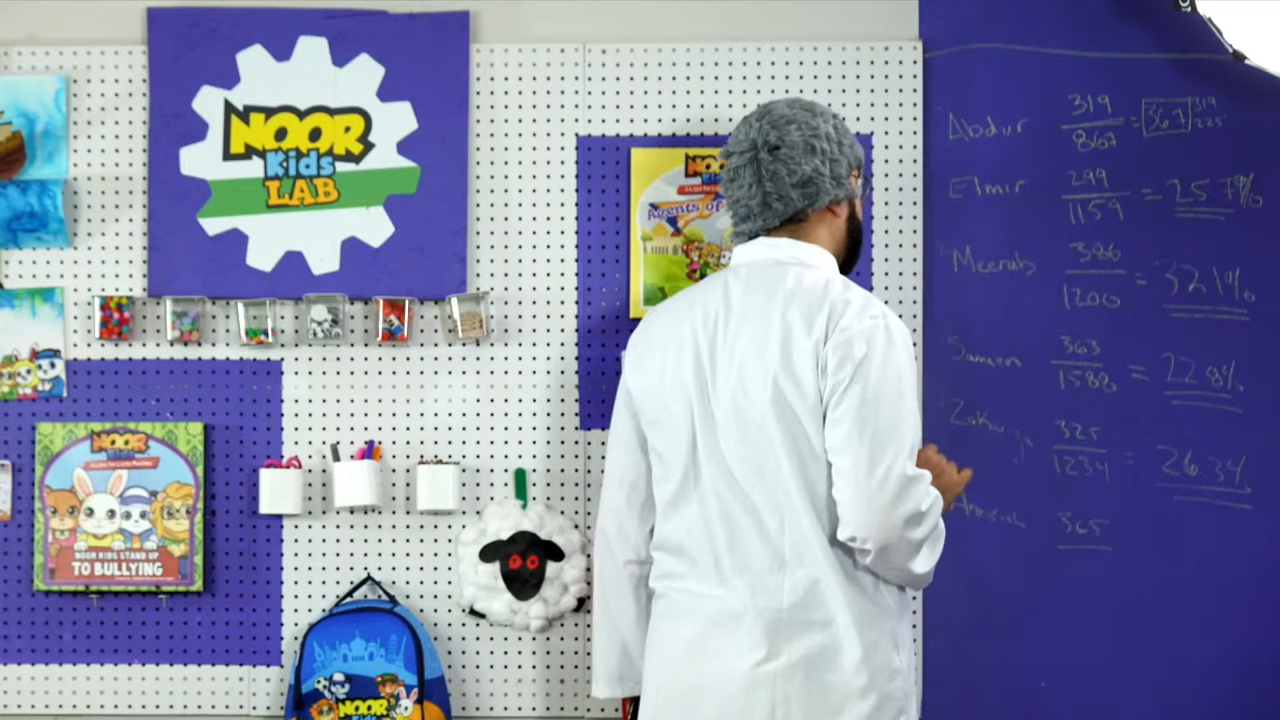 NOOR
Kids
LAB
NOOR
Agents of
NOOR
NOOR KIDS STAND UP
TO BULLYING
NOOR
Kids
Abdur 319/867 = 36.7 319 225
Elmir 299/1159 = 25.7%
Meerab 386/1200 = 32.1%
363/1588 = 22.8%
325/1234 = 26.3%
365